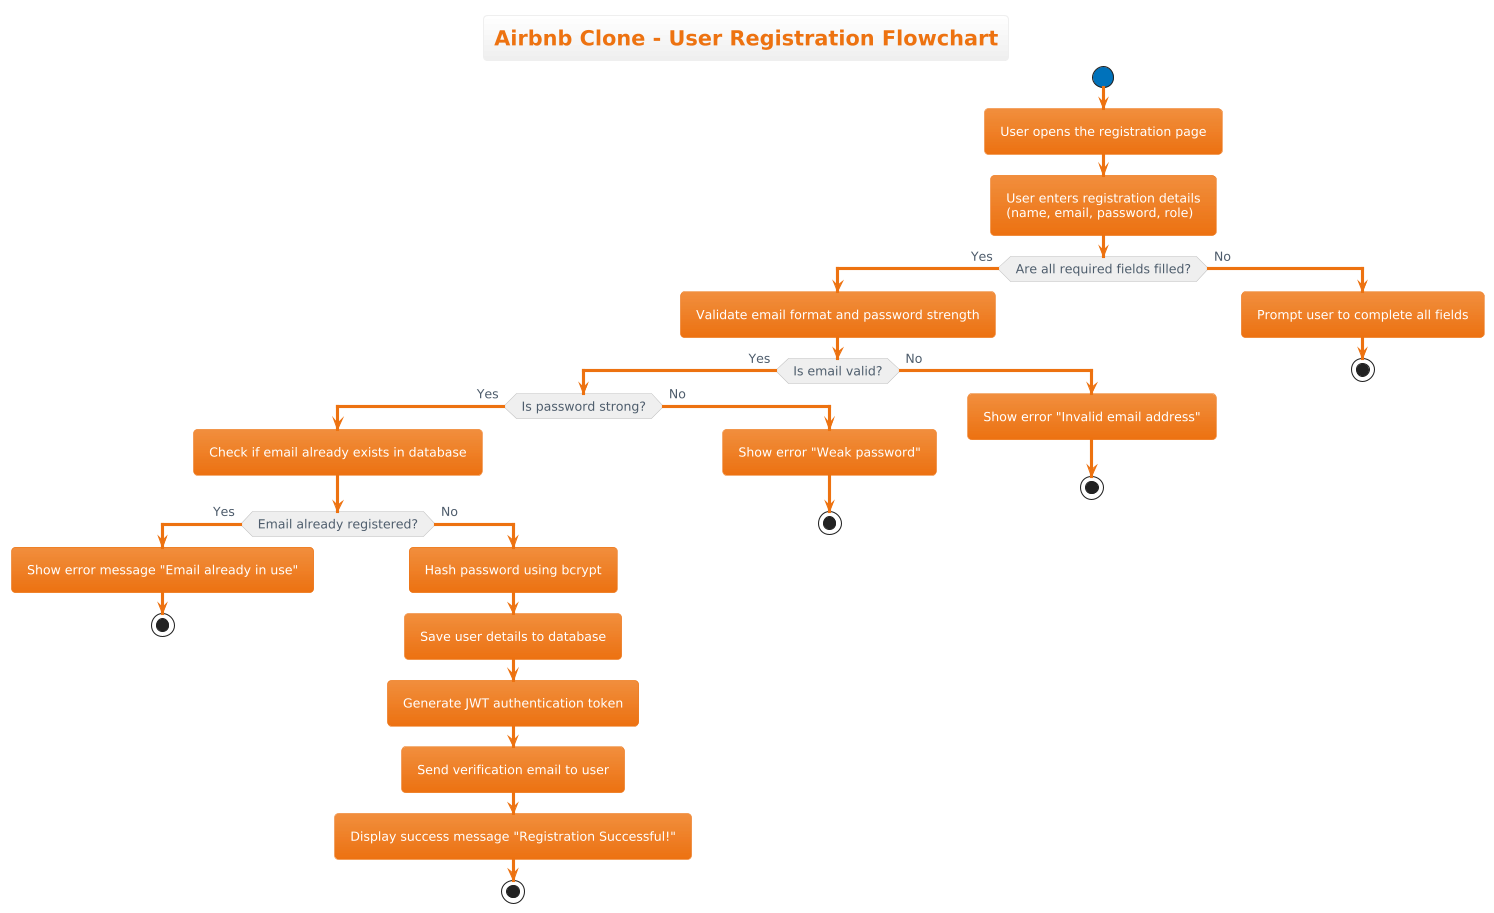 Airbnb Clone - User Registration Flowchart
User opens the registration page
User enters registration details
(name, email, password, role)
Yes
Are all required fields filled?
No
Validate email format and password strength
Prompt user to complete all fields
Yes
Is email valid?
No
Yes
Is password strong?
No
Show error "Invalid email address"
Check if email already exists in database
Show error "Weak password"
Yes
Email already registered?
No
Show error message "Email already in use"
Hash password using bcrypt
Save user details to database
Generate JWT authentication token
Send verification email to user
Display success message "Registration Successful!"